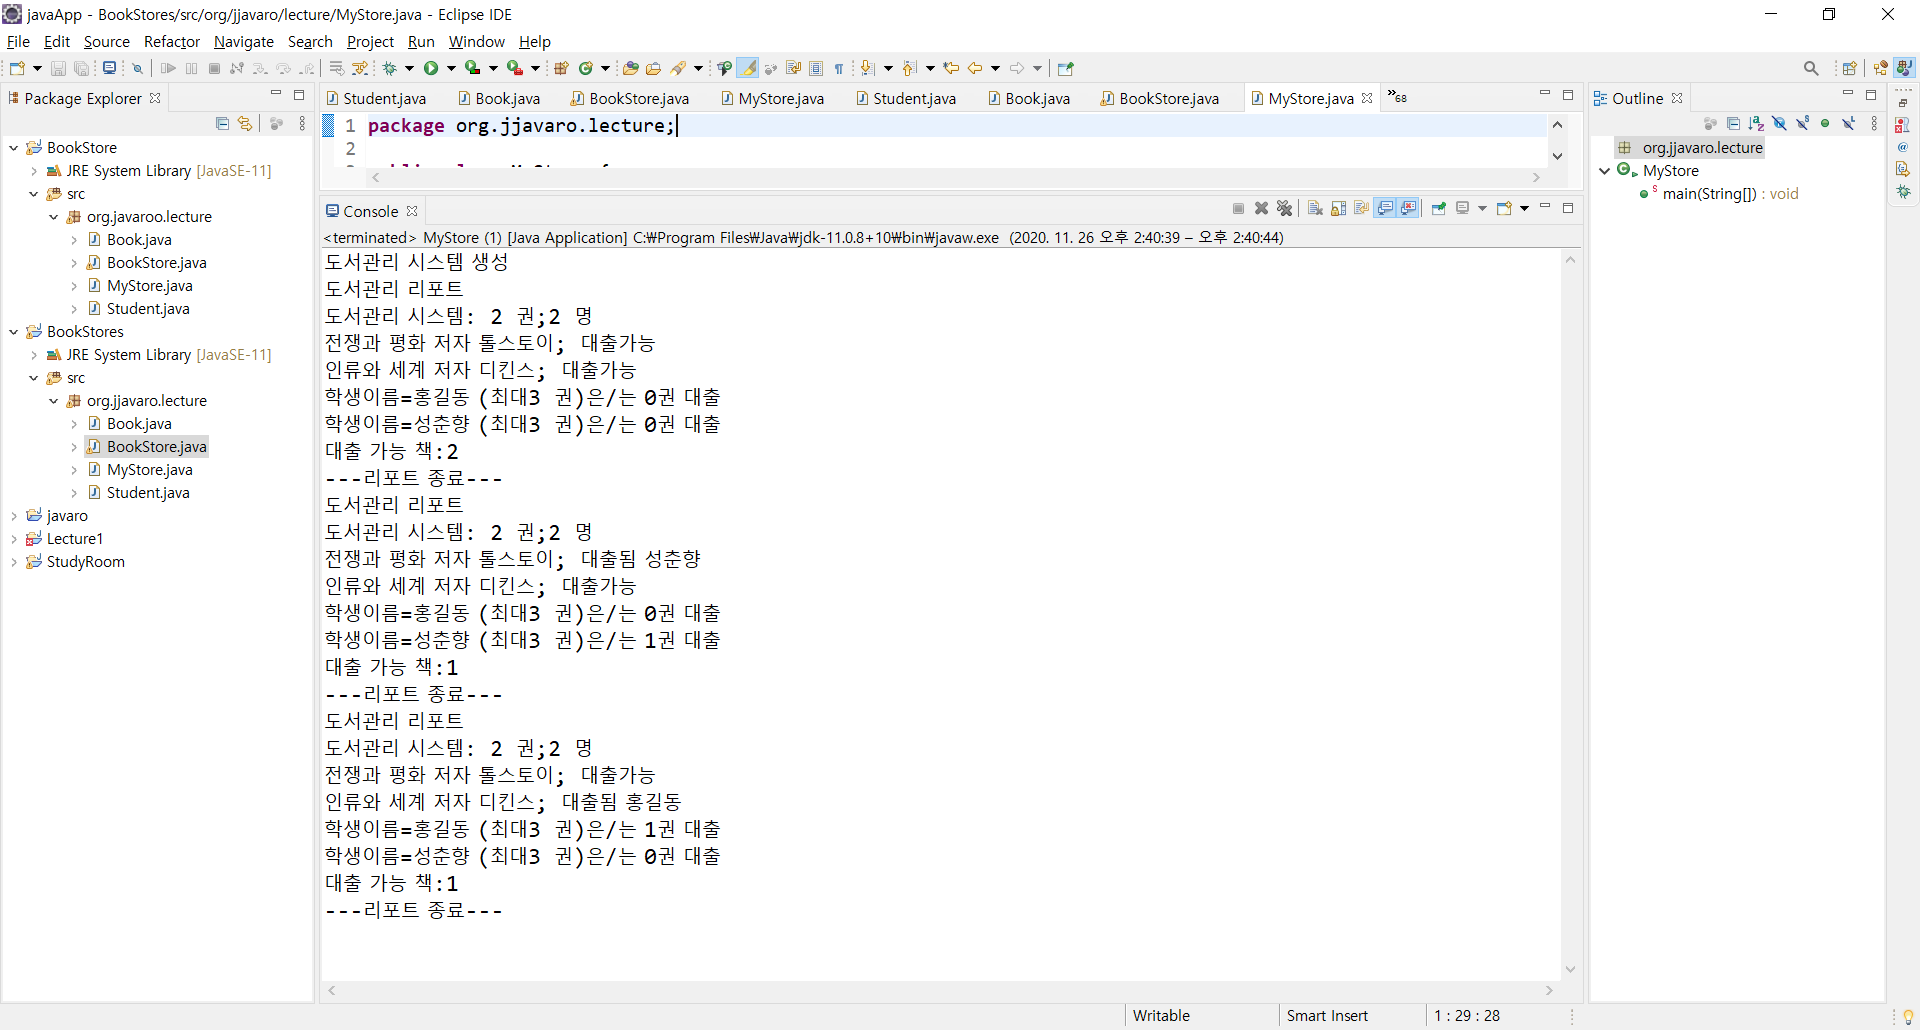 javaApp - BookStores/src/org/jjavaro/lecture/MyStore.java - Eclipse IDE
File Edit Source Refactor Navigate Search Project Run Window Help
Package Explorer
BookStore
JRE System Library [JavaSE-11]
src
org.javaroo.lecture
Book.java
BookStore.java
MyStore.java
Student.java
BookStores
JRE System Library [JavaSE-11]
src
org.jjavaro.lecture
Book.java
BookStore.java
MyStore.java
Student.java
javaro
Lecture1
StudyRoom
Student.java Book.java BookStore.java MyStore.java Student.java Book.java BookStore.java MyStore.java »68
1 package org.jjavaro.lecture;
2
Console
<terminated> MyStore (1) [Java Application] C:₩Program Files₩Java₩jdk-11.0.8+10₩bin₩javaw.exe (2020. 11. 26 오후 2:40:39 – 오후 2:40:44)
도서관리 시스템 생성
도서관리 리포트
도서관리 시스템: 2 권;2 명
전쟁과 평화 저자 톨스토이; 대출가능
인류와 세계 저자 디킨스; 대출가능
학생이름=홍길동 (최대3 권)은/는 0권 대출
학생이름=성춘향 (최대3 권)은/는 0권 대출
대출 가능 책:2
---리포트 종료---
도서관리 리포트
도서관리 시스템: 2 권;2 명
전쟁과 평화 저자 톨스토이; 대출됨 성춘향
인류와 세계 저자 디킨스; 대출가능
학생이름=홍길동 (최대3 권)은/는 0권 대출
학생이름=성춘향 (최대3 권)은/는 1권 대출
대출 가능 책:1
---리포트 종료---
도서관리 리포트
도서관리 시스템: 2 권;2 명
전쟁과 평화 저자 톨스토이; 대출가능
인류와 세계 저자 디킨스; 대출됨 홍길동
학생이름=홍길동 (최대3 권)은/는 1권 대출
학생이름=성춘향 (최대3 권)은/는 0권 대출
대출 가능 책:1
---리포트 종료---
Outline
org.jjavaro.lecture
MyStore
main(String[]) : void
Writable Smart Insert 1 : 29 : 28